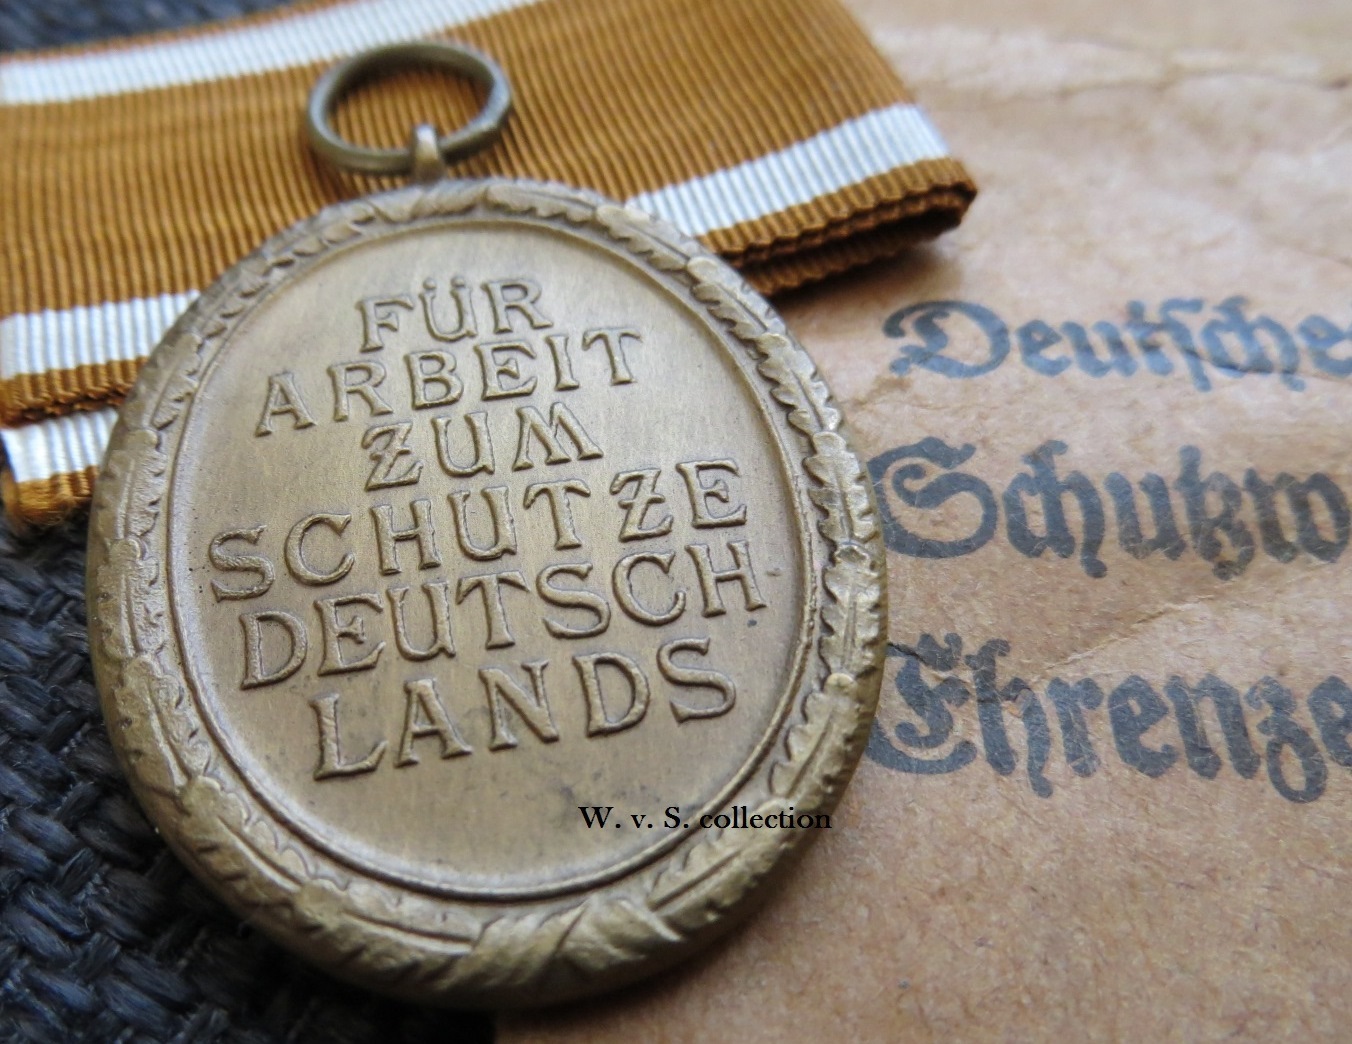 FÜR
ARBEIT
ZUM
SCHUTZE
DEUTSCH
LANDS
W. v. S. collection
Deutsche
Schutzw
Ehrenze